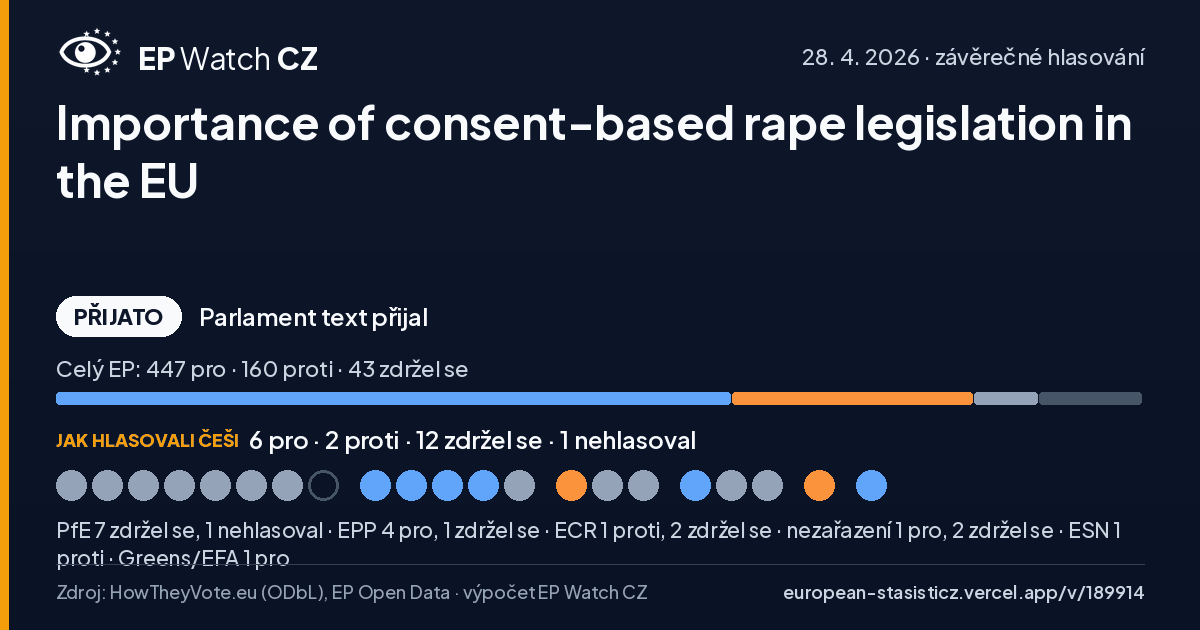 EP Watch CZ
28. 4. 2026 · závěrečné hlasování
Importance of consent-based rape legislation in
the EU
PŘIJATO
Parlament text přijal
Celý EP: 447 pro · 160 proti · 43 zdržel se
JAK HLASOVALI ČEŠI 6 pro · 2 proti · 12 zdržel se · 1 nehlasoval
PfE 7 zdržel se, 1 nehlasoval · EPP 4 pro, 1 zdržel se · ECR 1 proti, 2 zdržel se · nezařazení 1 pro, 2 zdržel se · ESN 1
proti · Greens/EFA 1 pro
Zdroj: HowTheyVote.eu (ODbL), EP Open Data · výpočet EP Watch CZ
european-stasisticz.vercel.app/v/189914